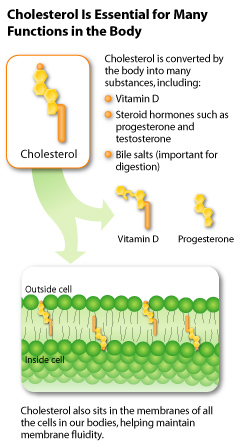 Cholesterol Is Essential for Many
Functions in the Body
Cholesterol
Cholesterol is converted by
the body into many
substances, including:
Vitamin D
Steroid hormones such as
progesterone and
testosterone
Bile salts (important for
digestion)
Vitamin D
Progesterone
Outside cell
Inside cell
Cholesterol also sits in the membranes of all
the cells in our bodies, helping maintain
membrane fluidity.